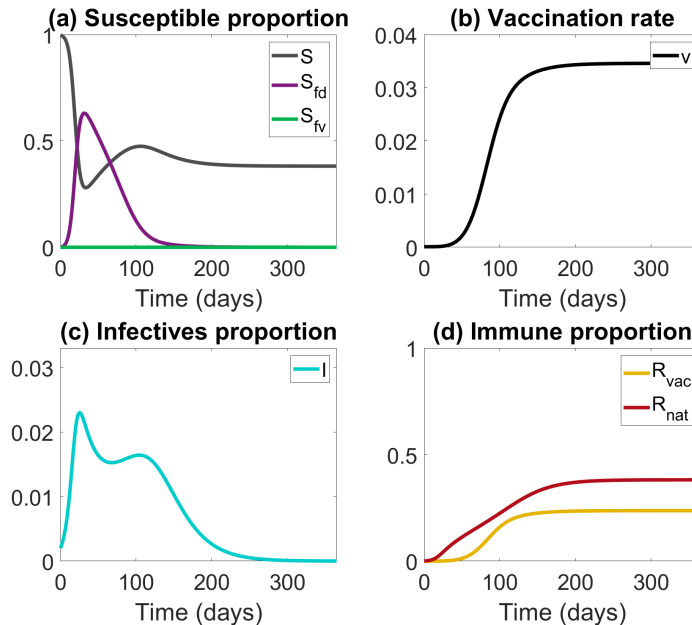 (a) Susceptible proportion
1
0.5
0
0
100
200
300
Time (days)
S
S_fd
S_fv
(b) Vaccination rate
0.04
0.03
0.02
0.01
0
0
100
200
300
Time (days)
v
(c) Infectives proportion
0.03
0.02
0.01
0
0
100
200
300
Time (days)
I
(d) Immune proportion
1
0.5
0
0
100
200
300
Time (days)
R_vac
R_nat